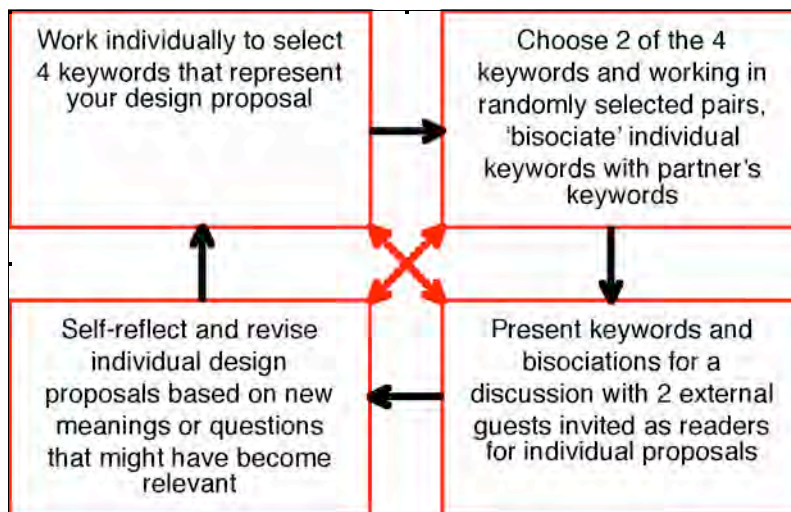 Work individually to select
4 keywords that represent
your design proposal
Choose 2 of the 4
keywords and working in
randomly selected pairs,
‘bisociate’ individual
keywords with partner’s
keywords
Self-reflect and revise
individual design
proposals based on new
meanings or questions
that might have become
relevant
Present keywords and
bisociations for a
discussion with 2 external
guests invited as readers
for individual proposals